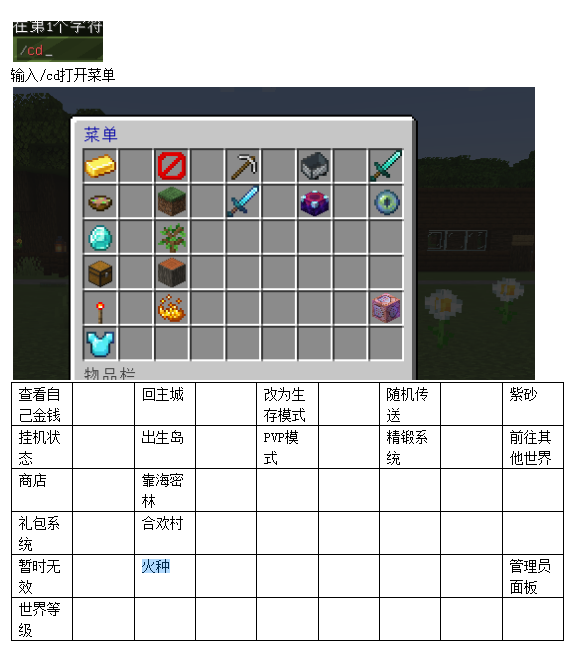 在第1个字符
/cd_
输入/cd打开菜单
菜单
物品栏
查看自己金钱 回主城 改为生存模式 随机传送 紫砂
挂机状态 出生岛 PVP模式 精锻系统 前往其他世界
商店 靠海密林
礼包系统 合欢村
暂时无效 火种 管理员面板
世界等级